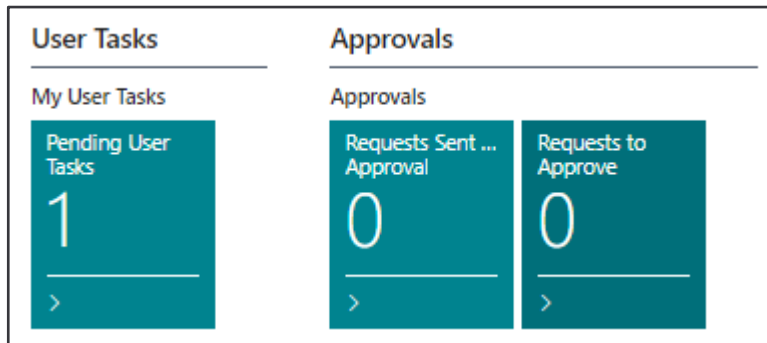 User Tasks
Approvals
My User Tasks
Approvals
Pending User
Tasks
1
Requests Sent ...
Approval
0
Requests to
Approve
0